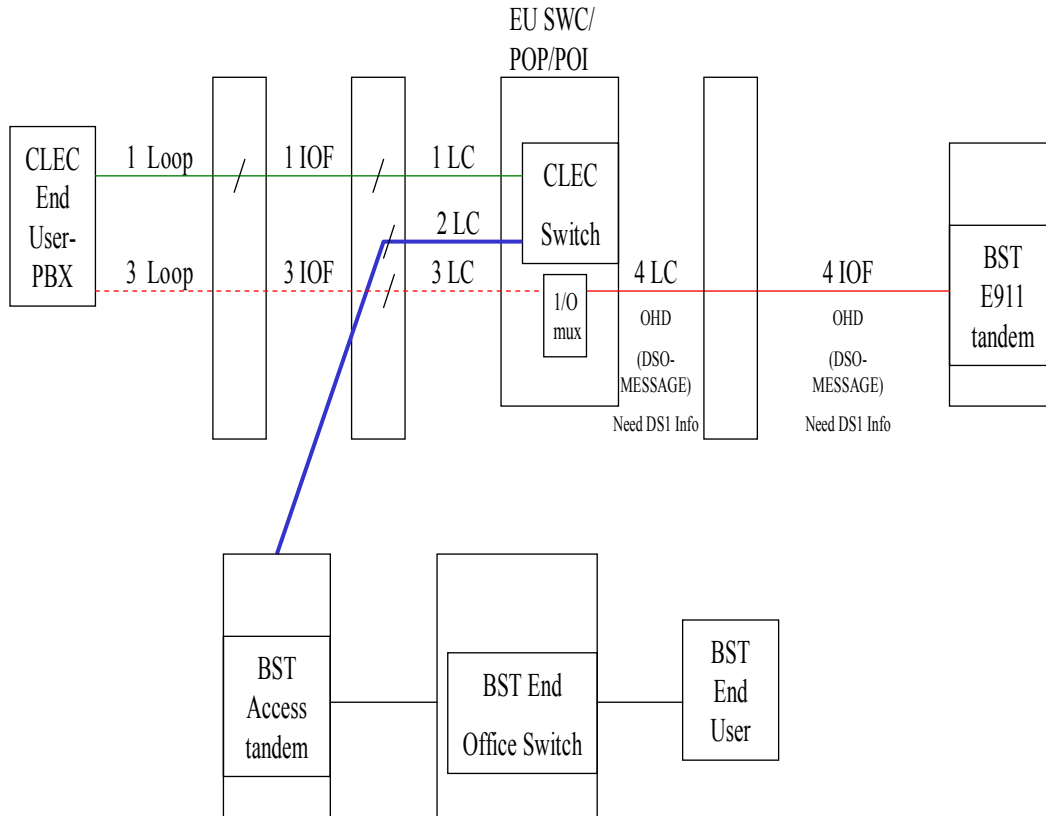 EU SWC/
POP/POI
CLEC
End
User-
PBX
1 Loop
1 IOF
1 LC
CLEC
Switch
2 LC
3 Loop
3 IOF
3 LC
1/O
mux
4 LC
OHD
(DSO-
MESSAGE)
Need DS1 Info
4 IOF
OHD
(DSO-
MESSAGE)
Need DS1 Info
BST
E911
tandem
BST
Access
tandem
BST End
Office Switch
BST
End
User